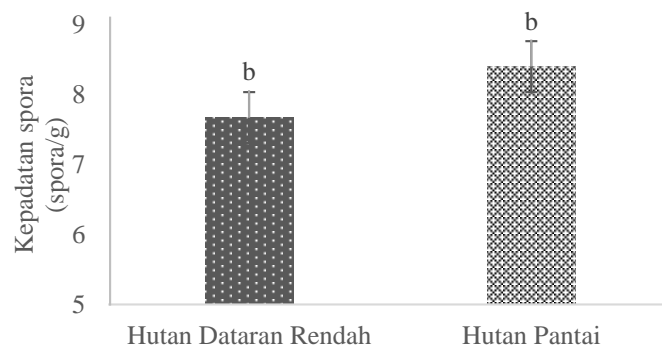 Kepadatan spora
(spora/g)
9
8
7
6
5
b
b
Hutan Dataran Rendah
Hutan Pantai